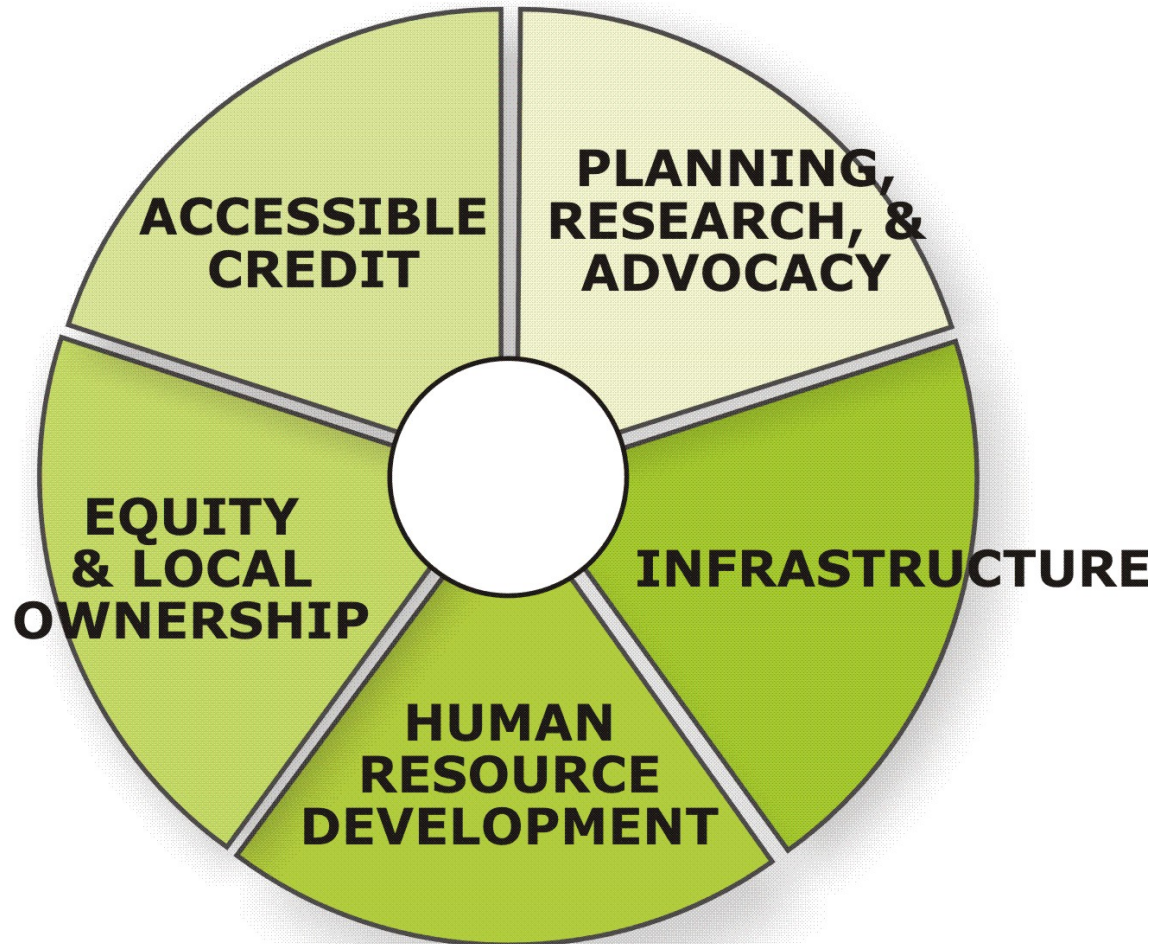 ACCESSIBLE
CREDIT
PLANNING,
RESEARCH, &
ADVOCACY
EQUITY
& LOCAL
OWNERSHIP
INFRASTRUCTURE
HUMAN
RESOURCE
DEVELOPMENT